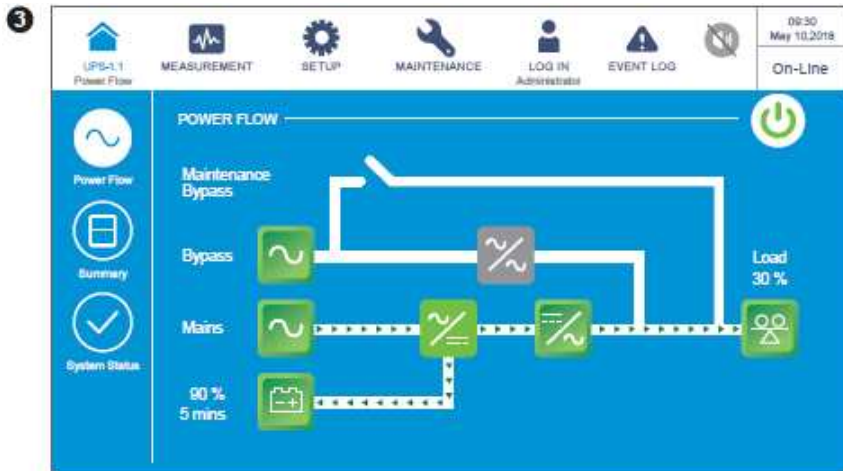 ❸
09:30
May 10,2018
UPS-1.1
Power Flow
MEASUREMENT
SETUP
MAINTENANCE
LOG IN
Administrator
EVENT LOG
On-Line
POWER FLOW
Power Flow
Maintenance
Bypass
Bypass
Summary
Load
30 %
Mains
System Status
90 %
5 mins